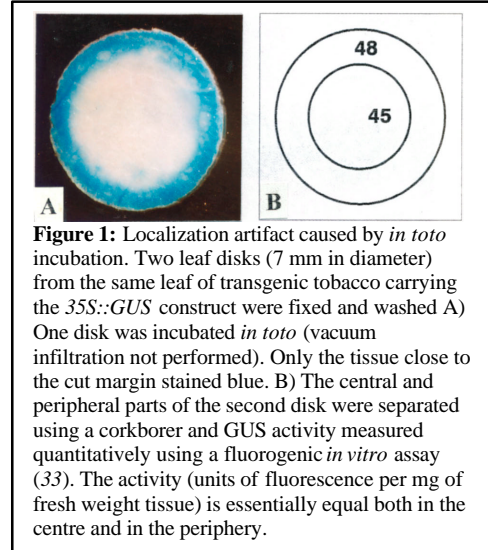 48
45
A
B
Figure 1: Localization artifact caused by in toto
incubation. Two leaf disks (7 mm in diameter)
from the same leaf of transgenic tobacco carrying
the 35S::GUS construct were fixed and washed A)
One disk was incubated in toto (vacuum
infiltration not performed). Only the tissue close to
the cut margin stained blue. B) The central and
peripheral parts of the second disk were separated
using a corkborer and GUS activity measured
quantitatively using a fluorogenic in vitro assay
(33). The activity (units of fluorescence per mg of
fresh weight tissue) is essentially equal both in the
centre and in the periphery.